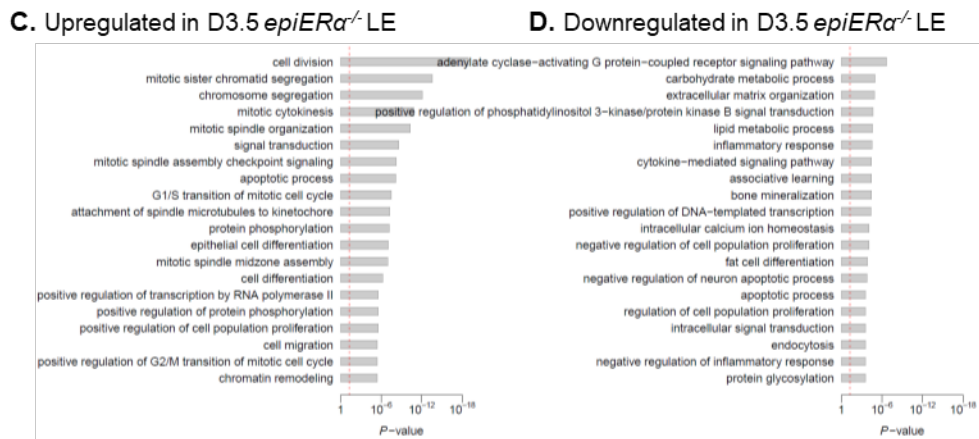 C. Upregulated in D3.5 epiERα⁻/⁻ LE
cell division
mitotic sister chromatid segregation
chromosome segregation
mitotic cytokinesis
mitotic spindle organization
signal transduction
mitotic spindle assembly checkpoint signaling
apoptotic process
G1/S transition of mitotic cell cycle
attachment of spindle microtubules to kinetochore
protein phosphorylation
epithelial cell differentiation
mitotic spindle midzone assembly
cell differentiation
positive regulation of transcription by RNA polymerase II
positive regulation of protein phosphorylation
positive regulation of cell population proliferation
cell migration
positive regulation of G2/M transition of mitotic cell cycle
chromatin remodeling
1 10⁻⁶ 10⁻¹² 10⁻¹⁸
P−value
D. Downregulated in D3.5 epiERα⁻/⁻ LE
adenylate cyclase−activating G protein−coupled receptor signaling pathway
carbohydrate metabolic process
extracellular matrix organization
positive regulation of phosphatidylinositol 3−kinase/protein kinase B signal transduction
lipid metabolic process
inflammatory response
cytokine−mediated signaling pathway
associative learning
bone mineralization
positive regulation of DNA−templated transcription
intracellular calcium ion homeostasis
negative regulation of cell population proliferation
fat cell differentiation
negative regulation of neuron apoptotic process
apoptotic process
regulation of cell population proliferation
intracellular signal transduction
endocytosis
negative regulation of inflammatory response
protein glycosylation
1 10⁻⁶ 10⁻¹² 10⁻¹⁸
P−value